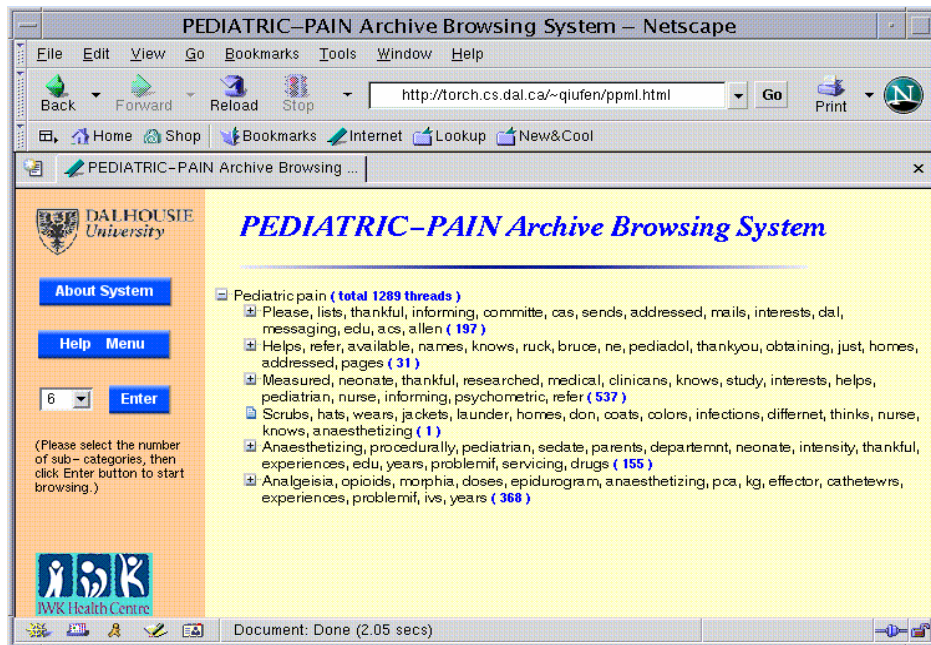 PEDIATRIC–PAIN Archive Browsing System – Netscape
File Edit View Go Bookmarks Tools Window Help
Back Forward Reload Stop http://torch.cs.dal.ca/~qiufen/ppml.html Go Print N
Home Shop Bookmarks Internet Lookup New&Cool
PEDIATRIC–PAIN Archive Browsing ...
DALHOUSIE
University
About System
Help Menu
6 Enter
(Please select the number
of sub– categories, then
click Enter button to start
browsing.)
IWK Health Centre
PEDIATRIC–PAIN Archive Browsing System
Pediatric pain ( total 1289 threads )
Please, lists, thankful, informing, committe, cas, sends, addressed, mails, interests, dal,
messaging, edu, acs, allen ( 197 )
Helps, refer, available, names, knows, ruck, bruce, ne, pediadol, thankyou, obtaining, just, homes,
addressed, pages ( 31 )
Measured, neonate, thankful, researched, medical, clinicans, knows, study, interests, helps,
pediatrian, nurse, informing, psychometric, refer ( 537 )
Scrubs, hats, wears, jackets, launder, homes, don, coats, colors, infections, differnet, thinks, nurse,
knows, anaesthetizing ( 1 )
Anaesthetizing, procedurally, pediatrian, sedate, parents, departemnt, neonate, intensity, thankful,
experiences, edu, years, problemif, servicing, drugs ( 155 )
Analgeisia, opioids, morphia, doses, epidurogram, anaesthetizing, pca, kg, effector, cathetewrs,
experiences, problemif, ivs, years ( 368 )
Document: Done (2.05 secs)